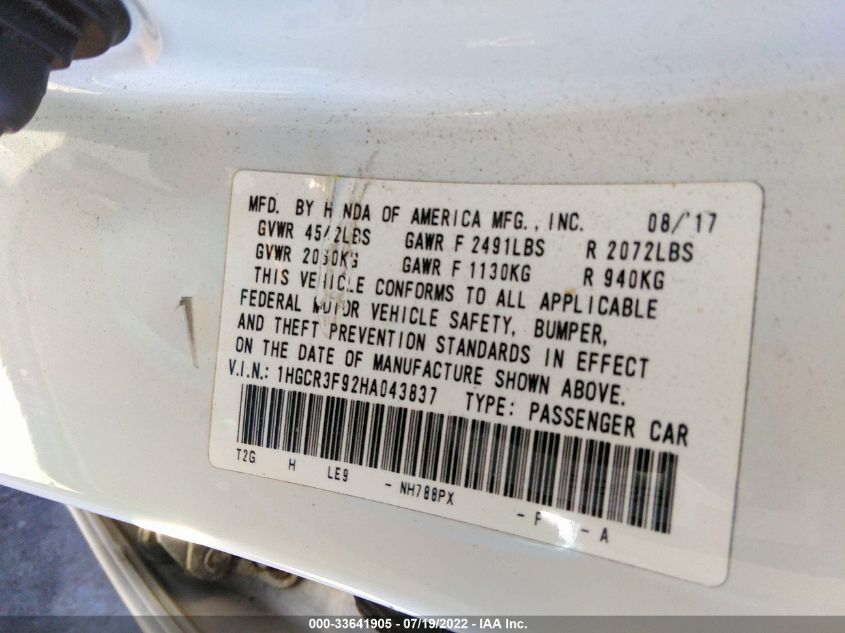 MFD. BY HONDA OF AMERICA MFG., INC. 08/17
GVWR LBS GAWR F 2491LBS R 2072LBS
GVWR KG GAWR F 1130KG R 940KG
THIS VEHICLE CONFORMS TO ALL APPLICABLE
FEDERAL MOTOR VEHICLE SAFETY, BUMPER,
AND THEFT PREVENTION STANDARDS IN EFFECT
ON THE DATE OF MANUFACTURE SHOWN ABOVE.
V.I.N.: 1HGCR3F92HA043837 TYPE: PASSENGER CAR
T2G H LE9 - NH788PX - P - A
000-33641905 - 07/19/2022 - IAA Inc.